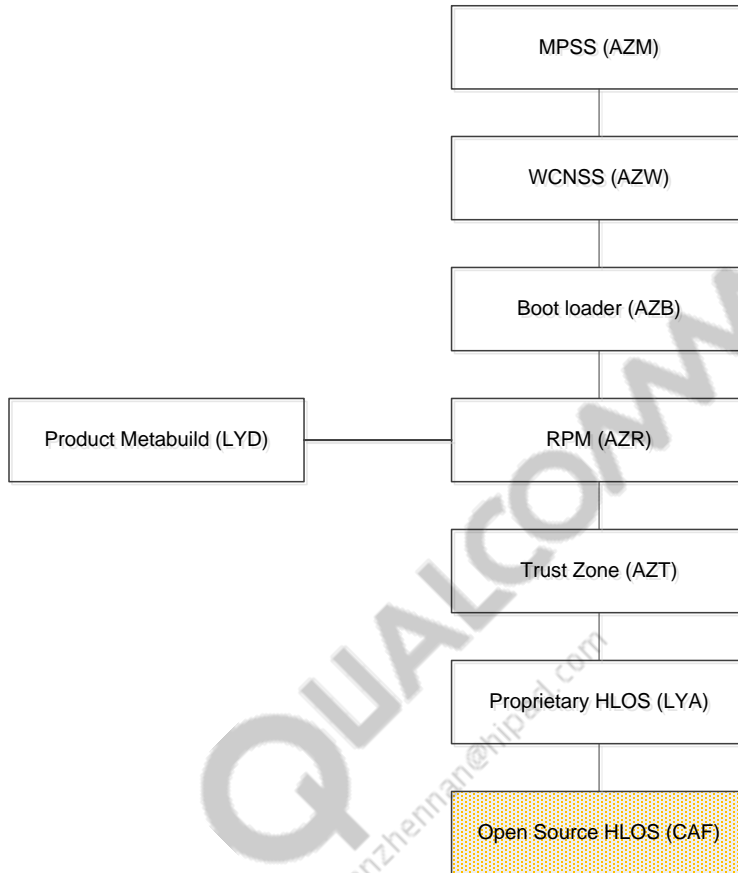 MPSS (AZM)
WCNSS (AZW)
Boot loader (AZB)
Product Metabuild (LYD)
RPM (AZR)
Trust Zone (AZT)
Proprietary HLOS (LYA)
Open Source HLOS (CAF)
QUALCOMM